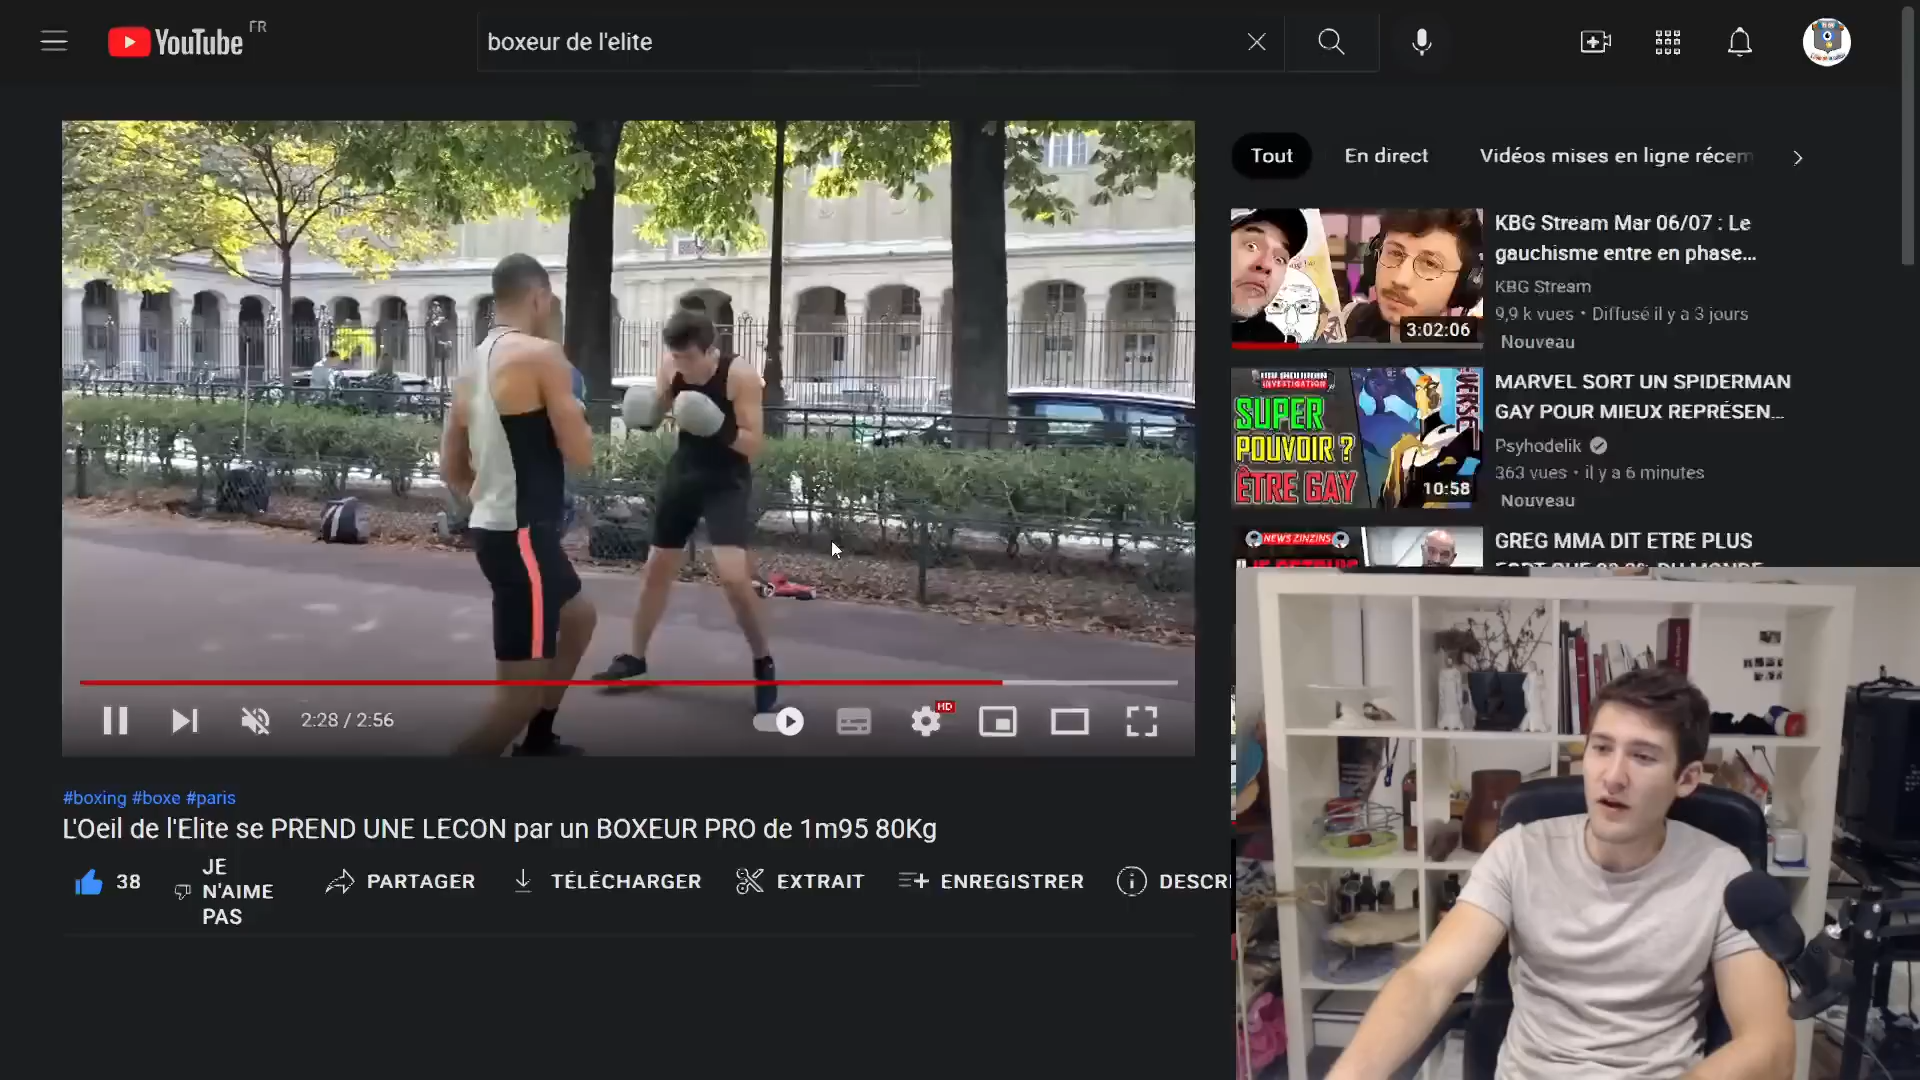 YouTube FR
boxeur de l'elite
Tout
En direct
Vidéos mises en ligne récem
KBG Stream Mar 06/07 : Le
gauchisme entre en phase...
KBG Stream
9,9 k vues • Diffusé il y a 3 jours
Nouveau
3:02:06
MARVEL SORT UN SPIDERMAN
GAY POUR MIEUX REPRÉSEN...
Psyhodelik
363 vues • il y a 6 minutes
Nouveau
INVESTIGATION
SUPER
POUVOIR ?
ÊTRE GAY
VERSE
10:58
NEWS ZINZINS
GREG MMA DIT ETRE PLUS
2:28 / 2:56
HD
#boxing #boxe #paris
L'Oeil de l'Elite se PREND UNE LECON par un BOXEUR PRO de 1m95 80Kg
38
JE
N'AIME
PAS
PARTAGER
TÉLÉCHARGER
EXTRAIT
ENREGISTRER
DESCRI